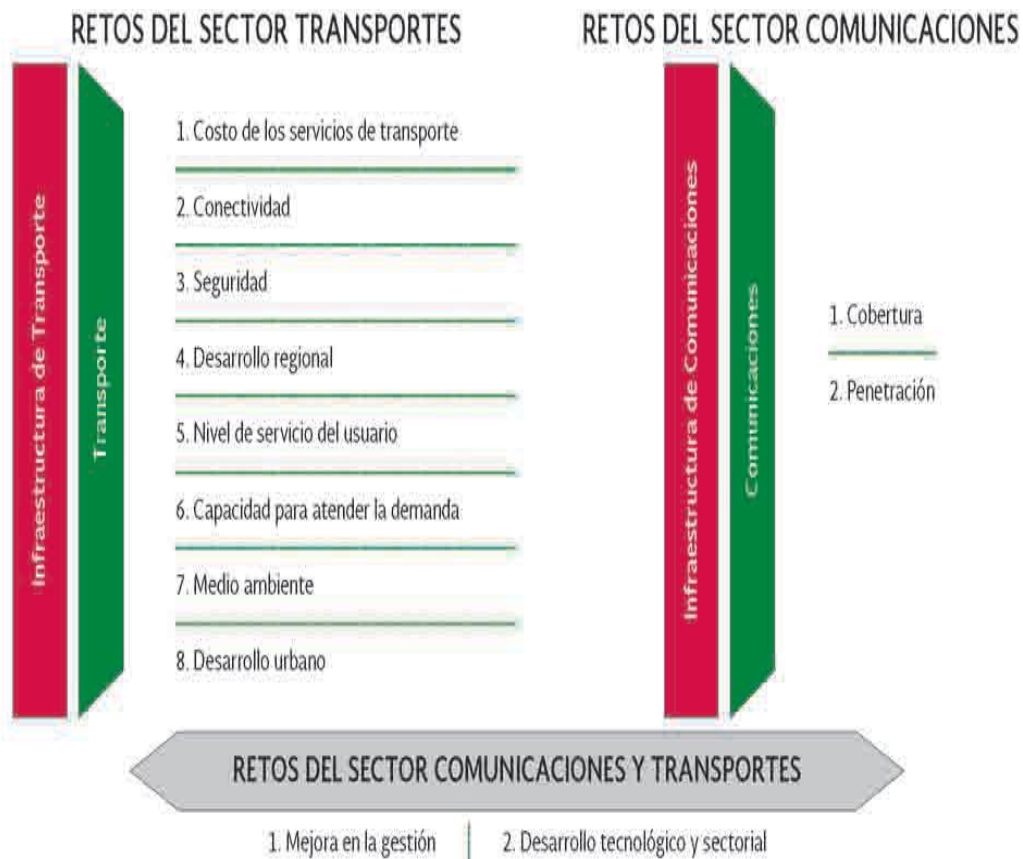 RETOS DEL SECTOR TRANSPORTES
Infraestructura de Transporte
Transporte
1. Costo de los servicios de transporte
2. Conectividad
3. Seguridad
4. Desarrollo regional
5. Nivel de servicio del usuario
6. Capacidad para atender la demanda
7. Medio ambiente
8. Desarrollo urbano
RETOS DEL SECTOR COMUNICACIONES
Infraestructura de Comunicaciones
Comunicaciones
1. Cobertura
2. Penetración
RETOS DEL SECTOR COMUNICACIONES Y TRANSPORTES
1. Mejora en la gestión
2. Desarrollo tecnológico y sectorial